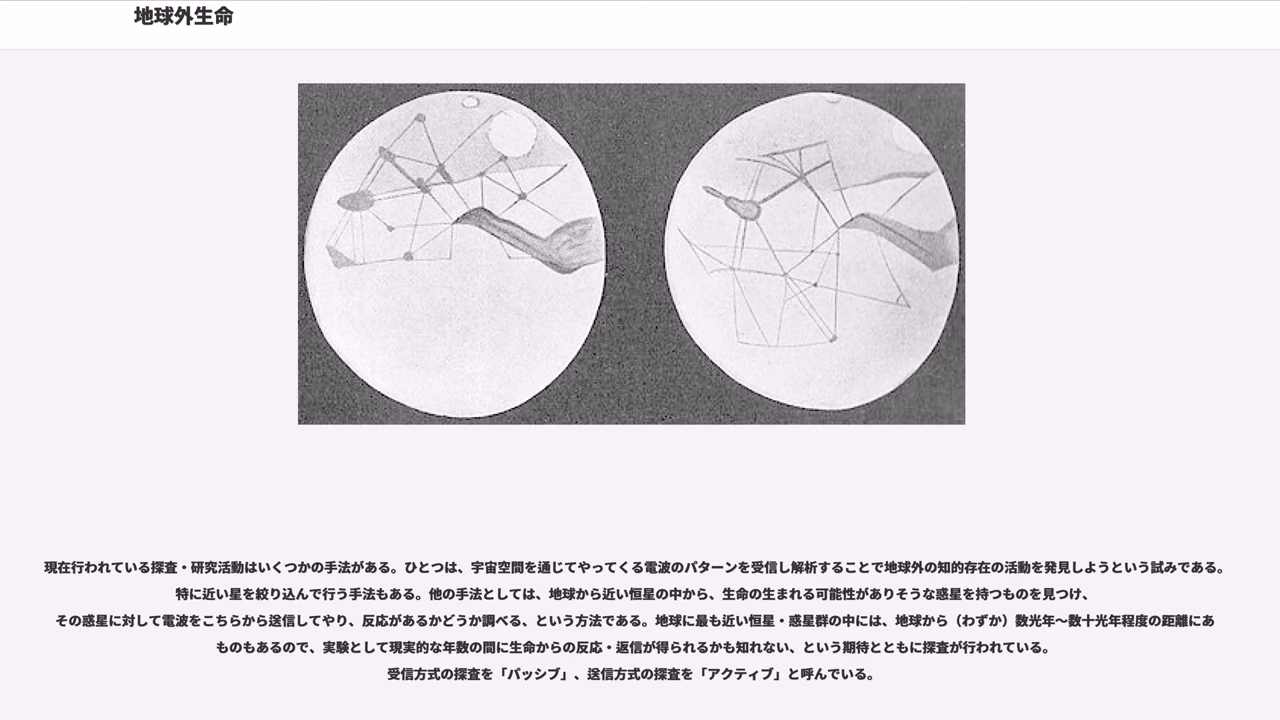 地球外生命
現在行われている探査・研究活動はいくつかの手法がある。ひとつは、宇宙空間を通じてやってくる電波のパターンを受信し解析することで地球外の知的存在の活動を発見しようという試みである。
特に近い星を絞り込んで行う手法もある。他の手法としては、地球から近い恒星の中から、生命の生まれる可能性がありそうな惑星を持つものを見つけ、
その惑星に対して電波をこちらから送信してやり、反応があるかどうか調べる、という方法である。地球に最も近い恒星・惑星群の中には、地球から（わずか）数光年〜数十光年程度の距離にあ
ものもあるので、実験として現実的な年数の間に生命からの反応・返信が得られるかも知れない、という期待とともに探査が行われている。
受信方式の探査を「パッシブ」、送信方式の探査を「アクティブ」と呼んでいる。